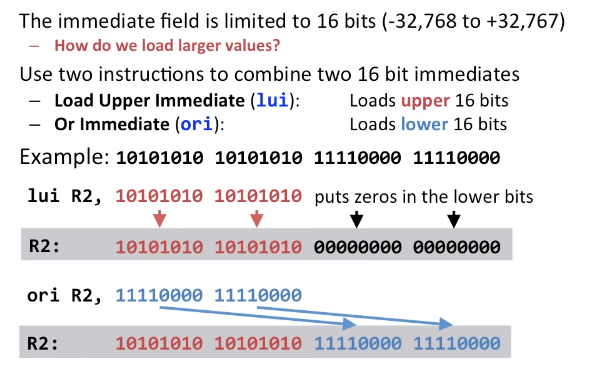 The immediate field is limited to 16 bits (-32,768 to +32,767)
– How do we load larger values?
Use two instructions to combine two 16 bit immediates
– Load Upper Immediate (lui): Loads upper 16 bits
– Or Immediate (ori): Loads lower 16 bits
Example: 10101010 10101010 11110000 11110000
lui R2, 10101010 10101010 puts zeros in the lower bits
R2: 10101010 10101010 00000000 00000000
ori R2, 11110000 11110000
R2: 10101010 10101010 11110000 11110000